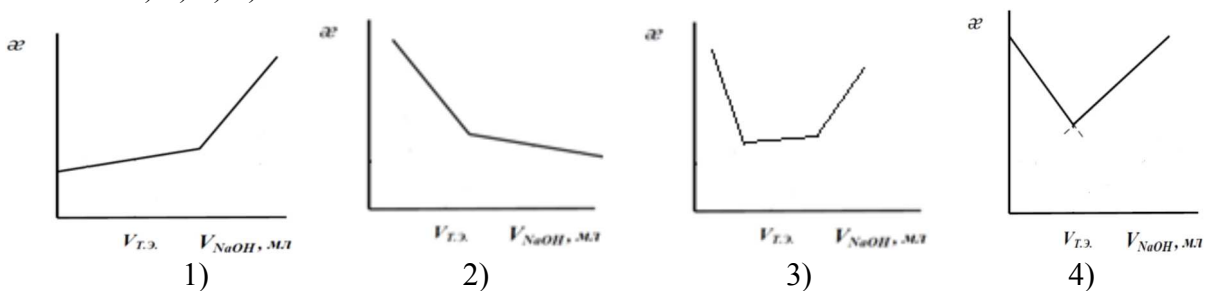 æ æ æ æ
V_{Т.Э.} V_{NaOH}, мл V_{Т.Э.} V_{NaOH}, мл V_{Т.Э.} V_{NaOH}, мл V_{Т.Э.} V_{NaOH}, мл
1) 2) 3) 4)